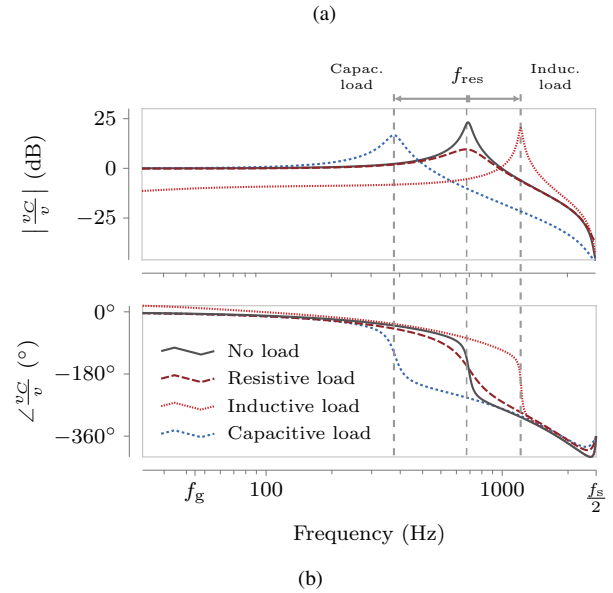 (a)
Capac. load
f_res
Induc. load
25
0
−25
|v_C/v| (dB)
0°
−180°
−360°
∠ v_C/v (°)
No load
Resistive load
Inductive load
Capacitive load
f_g
100
1000
f_s/2
Frequency (Hz)
(b)